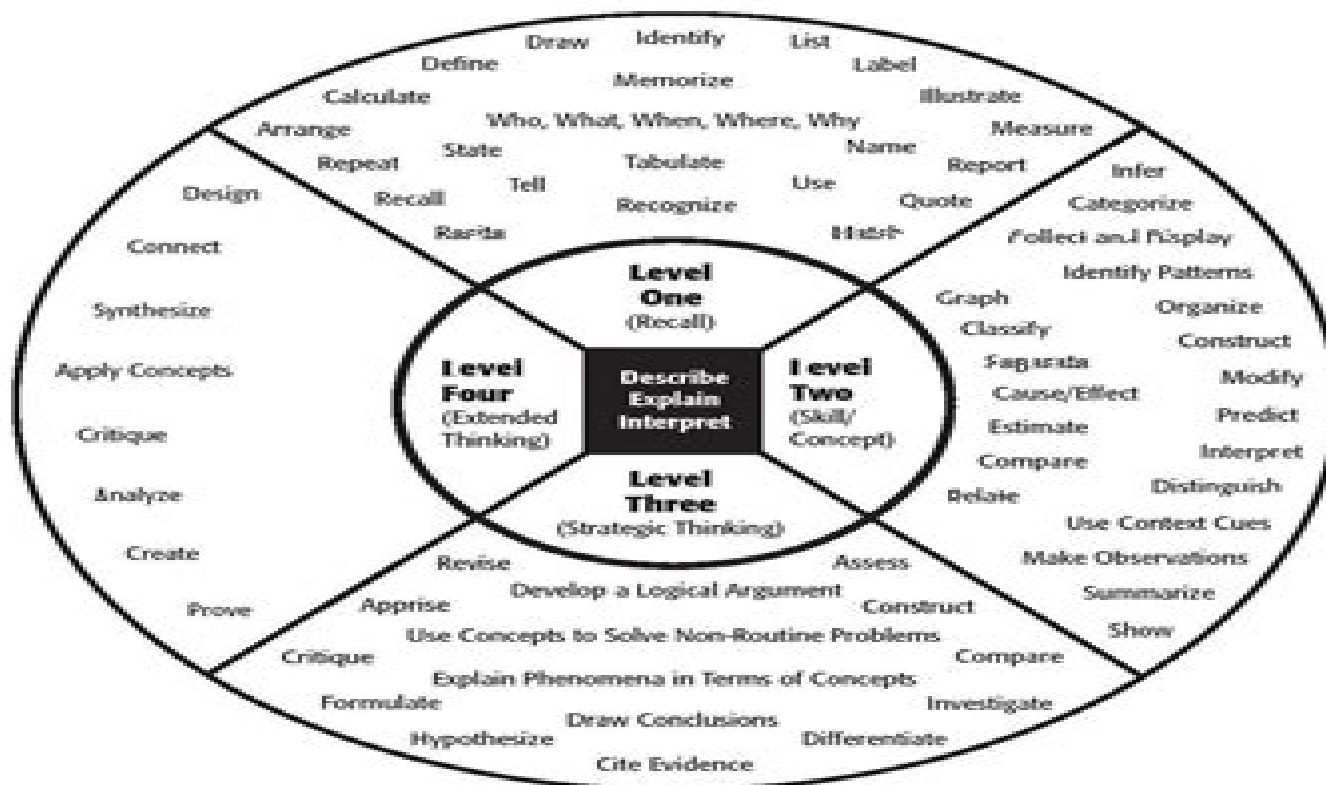 Draw
Identify
List
Define
Label
Calculate
Memorize
Illustrate
Arrange
Who, What, When, Where, Why
Measure
Repeat
State
Tabulate
Name
Report
Recall
Tell
Recognize
Use
Quote
Infer
Categorize
Identify Patterns
Graph
Organize
Classify
Construct
Cause/Effect
Modify
Estimate
Predict
Compare
Interpret
Relate
Distinguish
Use Context Cues
Make Observations
Summarize
Show
Design
Connect
Synthesize
Apply Concepts
Critique
Analyze
Create
Prove
Level
One
(Recall)
Level
Four
(Extended
Thinking)
Describe
Explain
Interpret
Level
Two
(Skill/
Concept)
Level
Three
(Strategic Thinking)
Revise
Assess
Develop a Logical Argument
Apprise
Construct
Use Concepts to Solve Non-Routine Problems
Critique
Compare
Explain Phenomena in Terms of Concepts
Formulate
Investigate
Draw Conclusions
Hypothesize
Differentiate
Cite Evidence